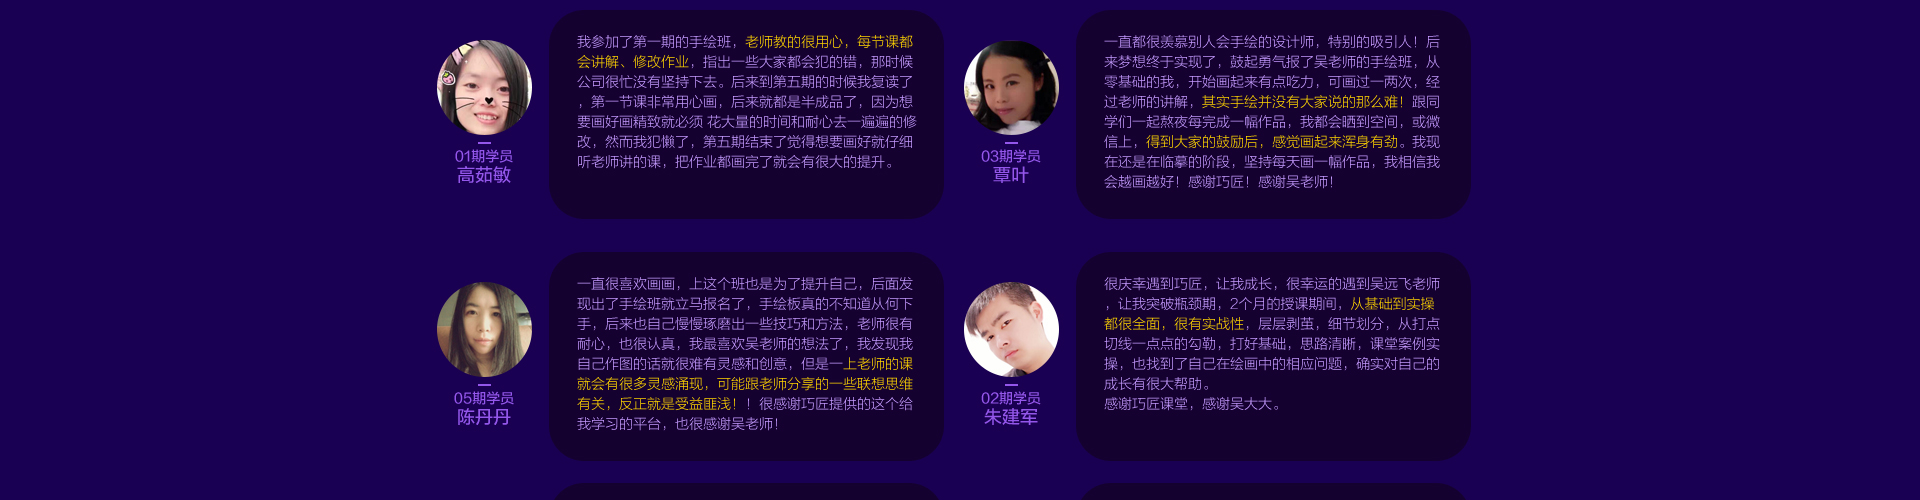 我参加了第一期的手绘班，老师教的很用心，每节课都
会讲解、修改作业，指出一些大家都会犯的错，那时候
公司很忙没有坚持下去。后来到第五期的时候我复读了
，第一节课非常用心画，后来就都是半成品了，因为想
要画好画精致就必须 花大量的时间和耐心去一遍遍的修
改，然而我犯懒了，第五期结束了觉得想要画好就仔细
听老师讲的课，把作业都画完了就会有很大的提升。
01期学员
高茹敏
一直都很羡慕别人会手绘的设计师，特别的吸引人！后
来梦想终于实现了，鼓起勇气报了吴老师的手绘班，从
零基础的我，开始画起来有点吃力，可画过一两次，经
过老师的讲解，其实手绘并没有大家说的那么难！跟同
学们一起熬夜每完成一幅作品，我都会晒到空间，或微
信上，得到大家的鼓励后，感觉画起来浑身有劲。我现
在还是在临摹的阶段，坚持每天画一幅作品，我相信我
会越画越好！感谢巧匠！感谢吴老师！
03期学员
覃叶
一直很喜欢画画，上这个班也是为了提升自己，后面发
现出了手绘班就立马报名了，手绘板真的不知道从何下
手，后来也自己慢慢琢磨出一些技巧和方法，老师很有
耐心，也很认真，我最喜欢吴老师的想法了，我发现我
自己作图的话就很难有灵感和创意，但是一上老师的课
就会有很多灵感涌现，可能跟老师分享的一些联想思维
有关，反正就是受益匪浅！！很感谢巧匠提供的这个给
我学习的平台，也很感谢吴老师！
05期学员
陈丹丹
很庆幸遇到巧匠，让我成长，很幸运的遇到吴远飞老师
，让我突破瓶颈期，2个月的授课期间，从基础到实操
都很全面，很有实战性，层层剥茧，细节划分，从打点
切线一点点的勾勒，打好基础，思路清晰，课堂案例实
操，也找到了自己在绘画中的相应问题，确实对自己的
成长有很大帮助。
感谢巧匠课堂，感谢吴大大。
02期学员
朱建军